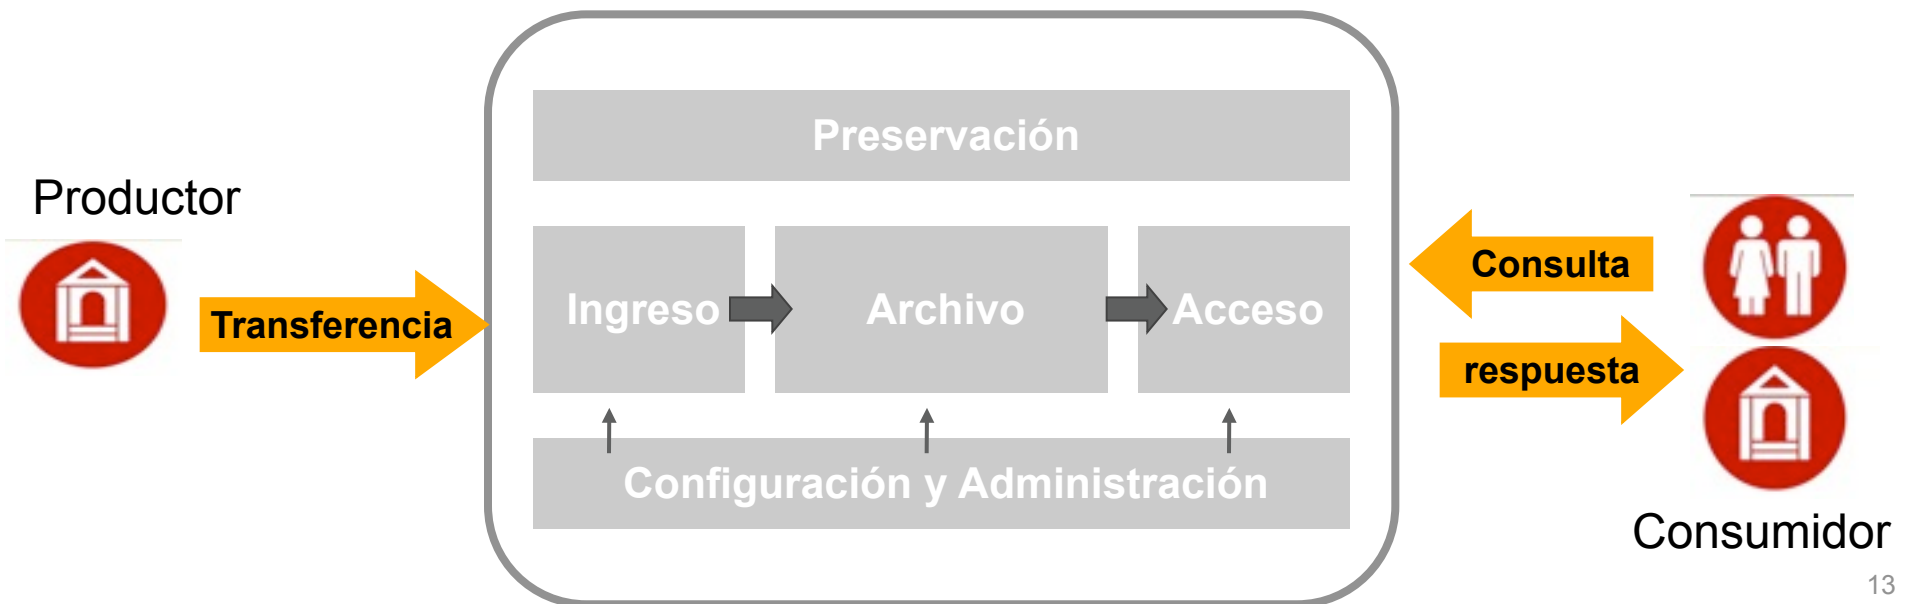 Preservación
Productor
Transferencia
Ingreso
Archivo
Acceso
Consulta
respuesta
Configuración y Administración
Consumidor
13